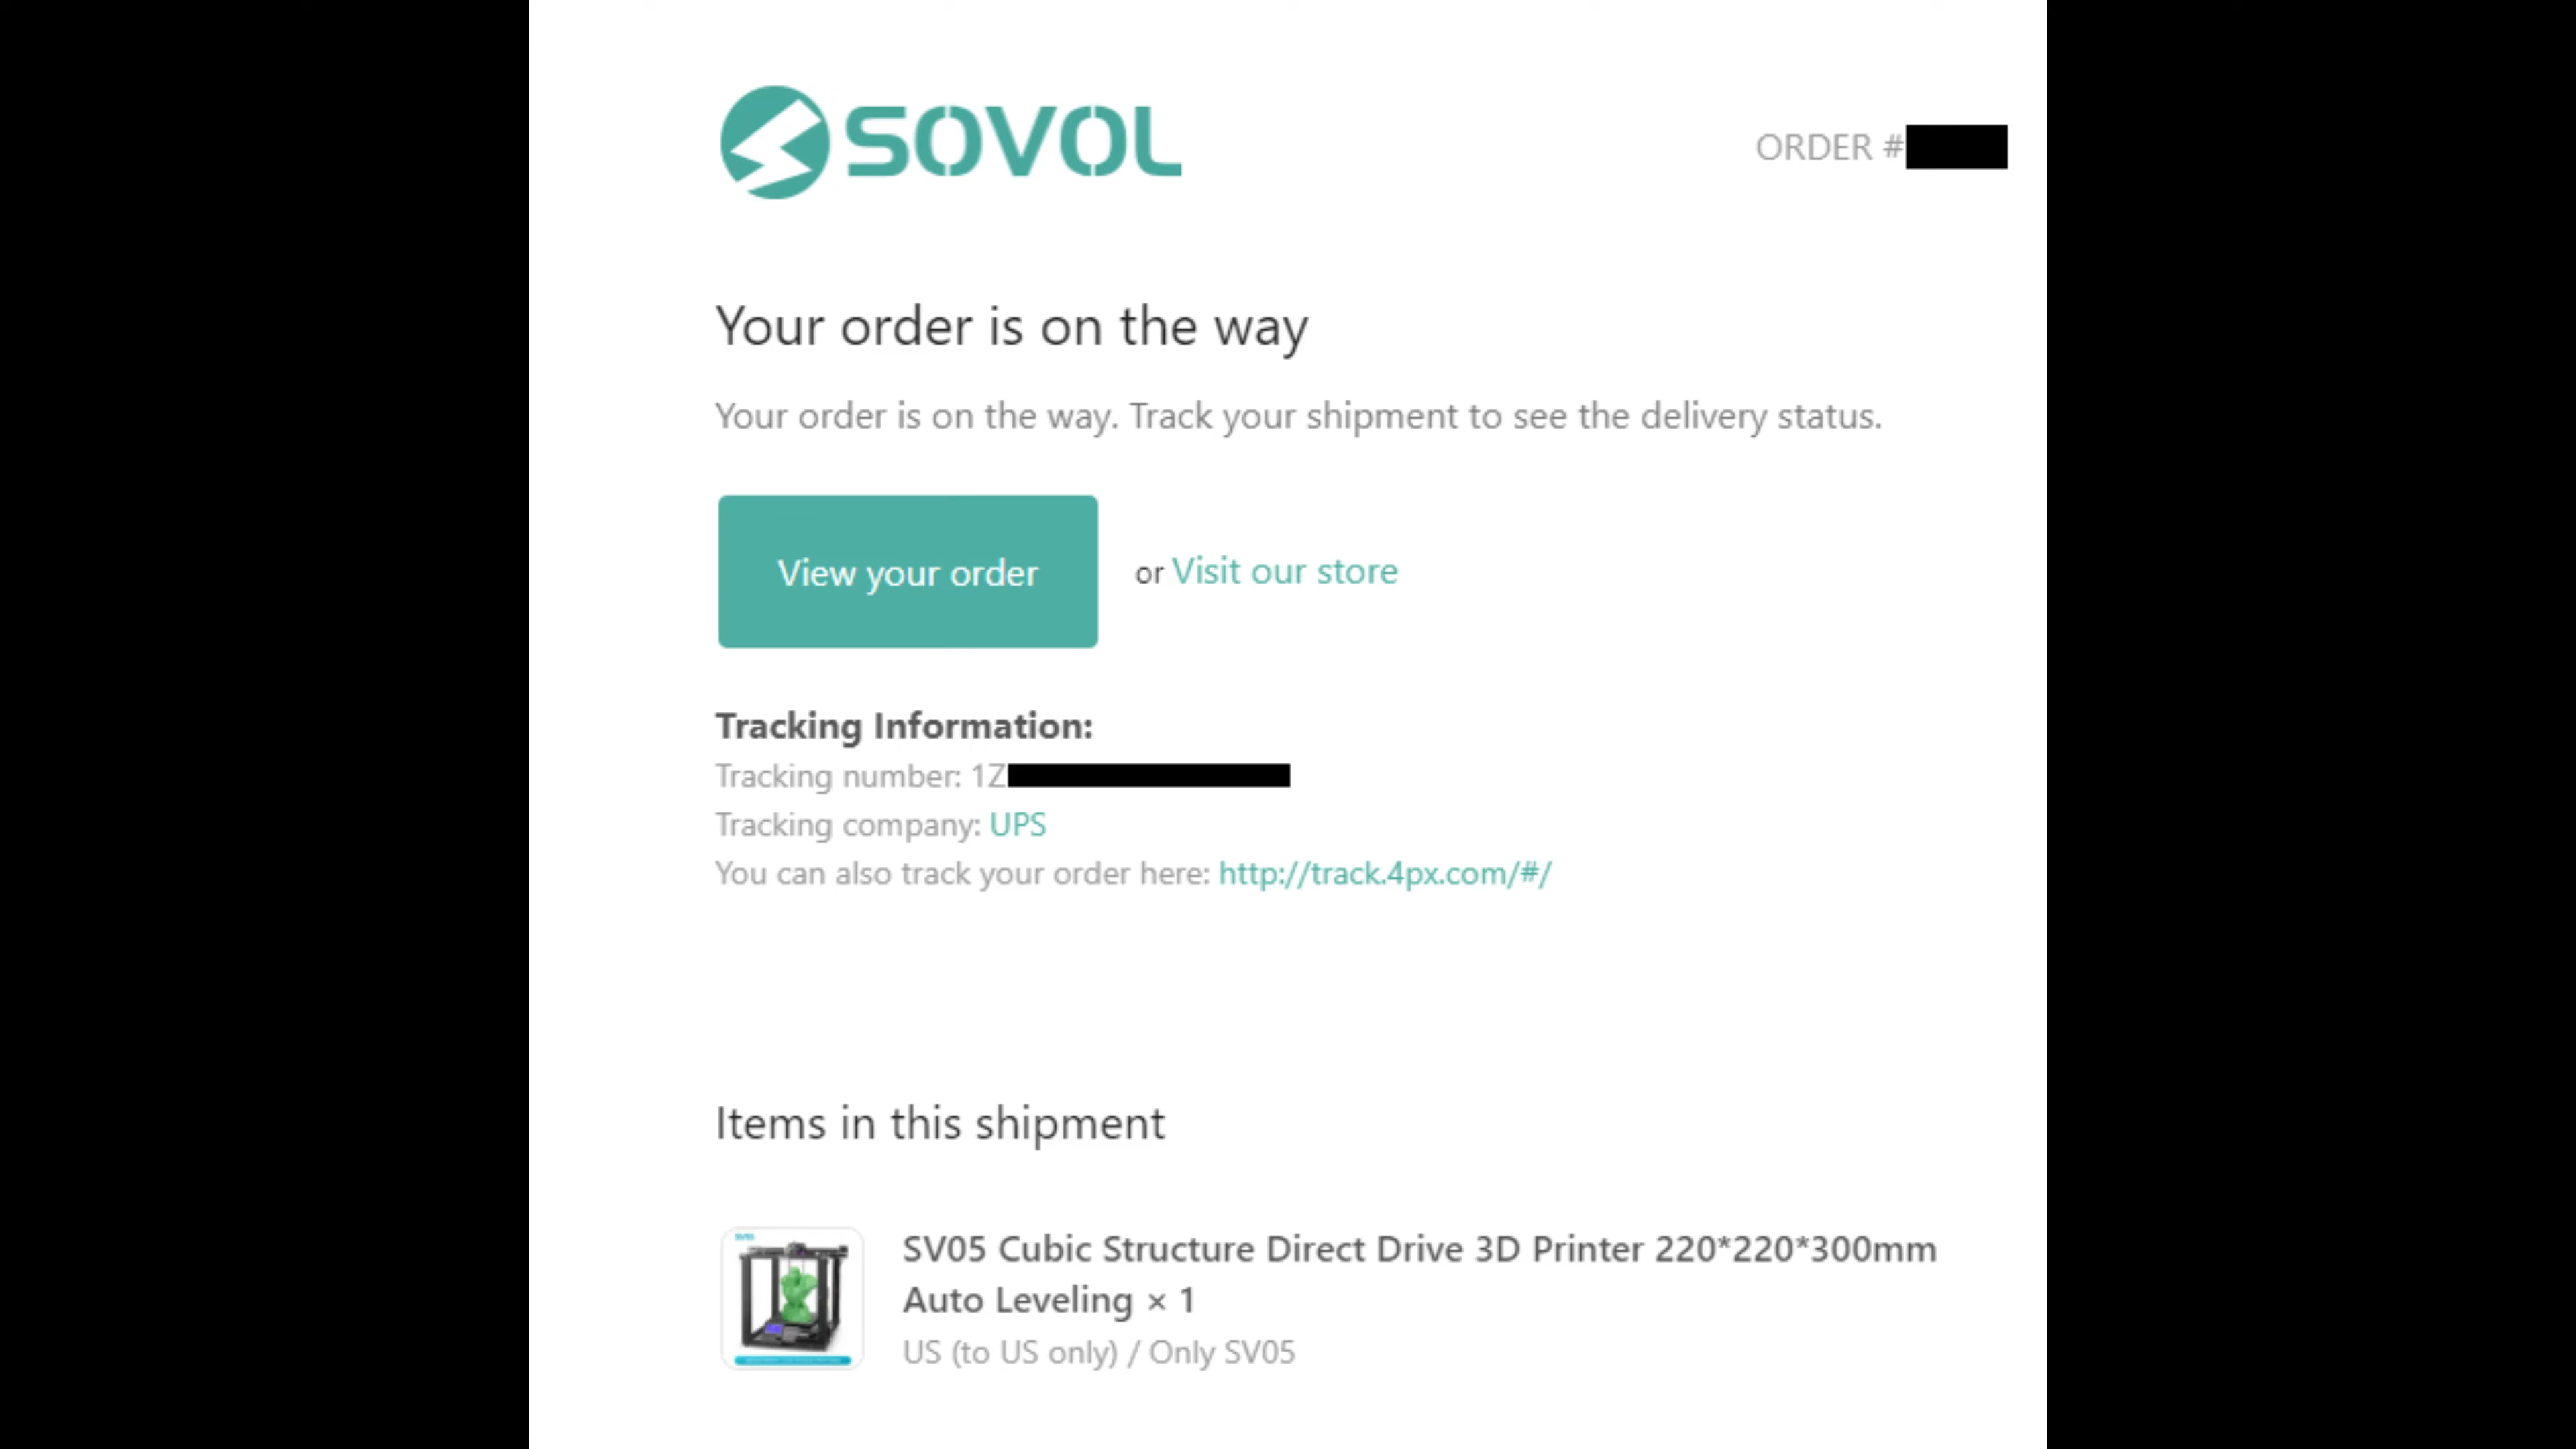 SOVOL
ORDER #
Your order is on the way
Your order is on the way. Track your shipment to see the delivery status.
View your order
or Visit our store
Tracking Information:
Tracking number: 1Z
Tracking company: UPS
You can also track your order here: http://track.4px.com/#/
Items in this shipment
SV05 Cubic Structure Direct Drive 3D Printer 220*220*300mm
Auto Leveling × 1
US (to US only) / Only SV05